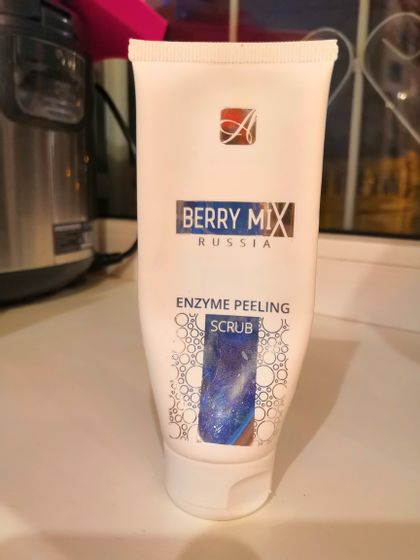 A
BERRY MIX
RUSSIA
ENZYME PEELING
SCRUB